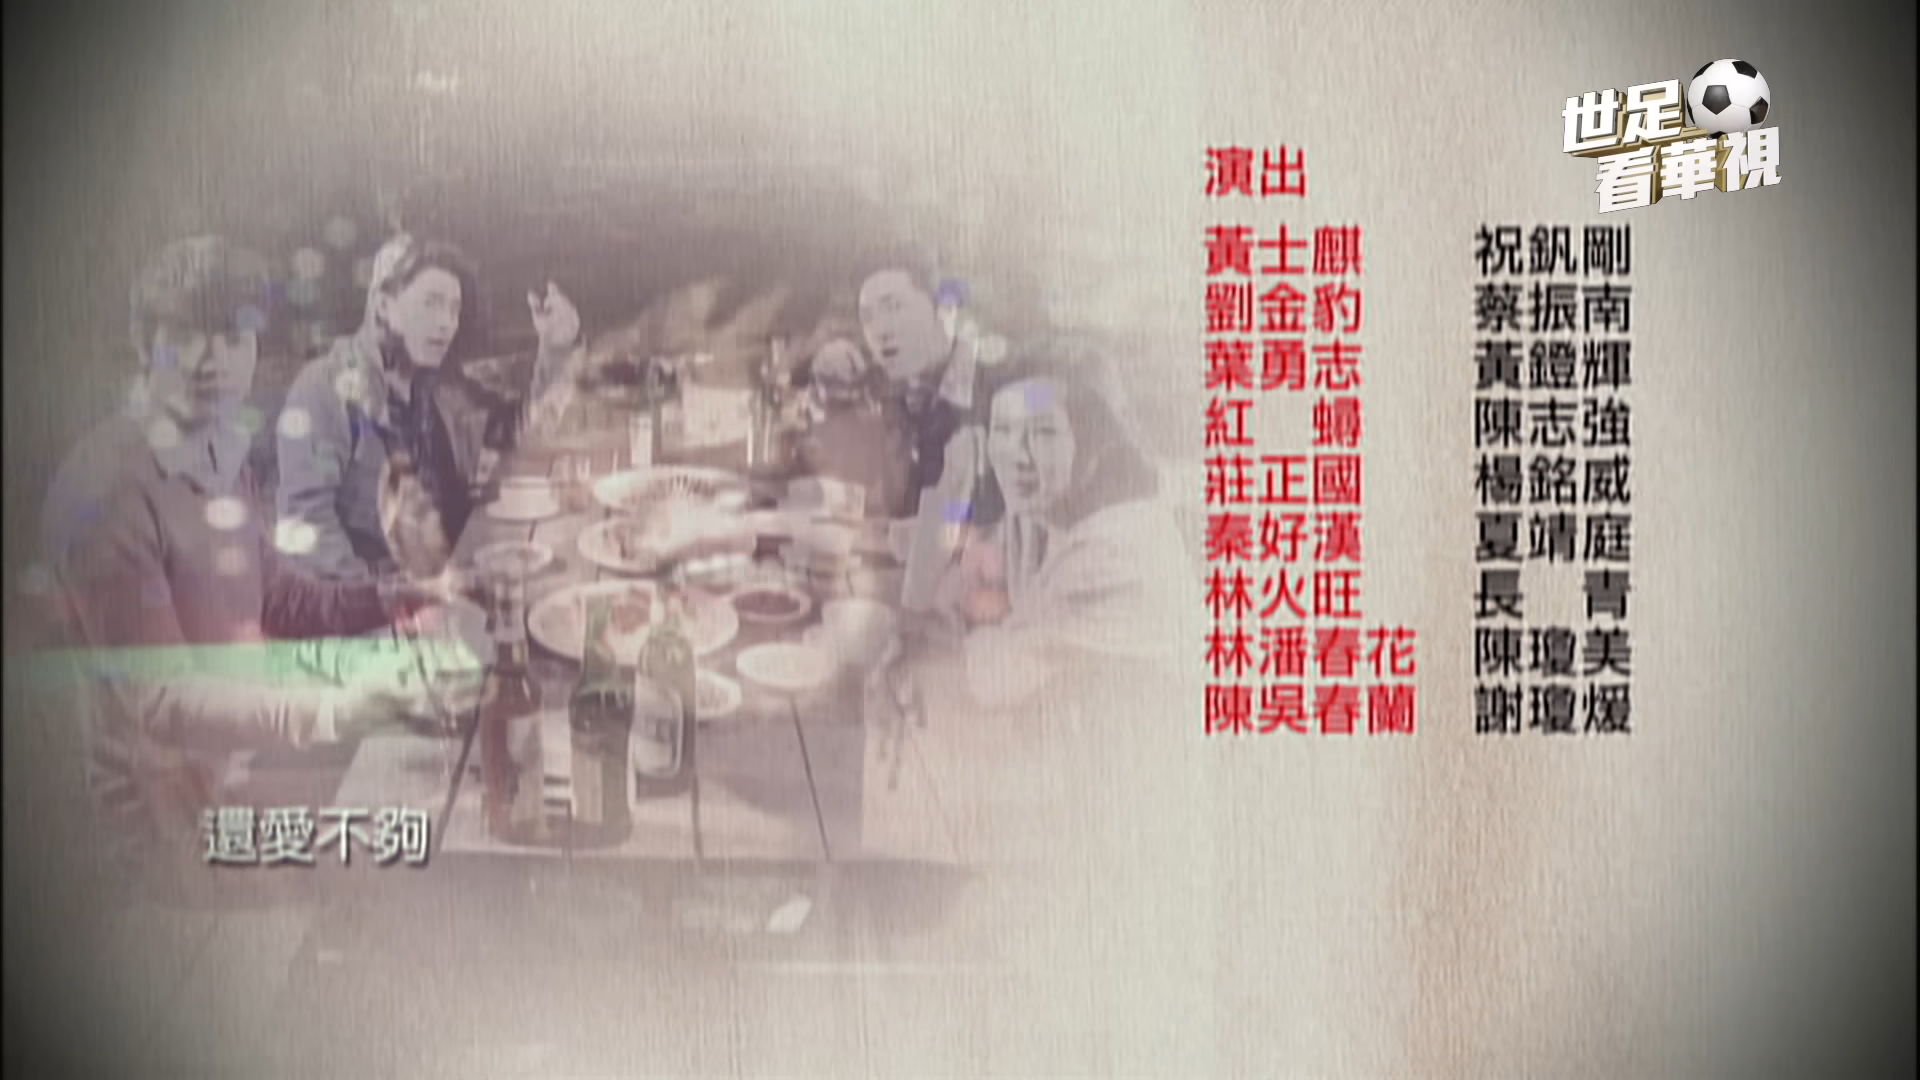 世足
看華視
演出
黃士麒 祝釩剛
劉金豹 蔡振南
葉勇志 黃鐙輝
紅 蟳 陳志強
莊正國 楊銘威
秦好漢 夏靖庭
林火旺 長 青
林潘春花 陳瓊美
陳吳春蘭 謝瓊煖
還愛不夠